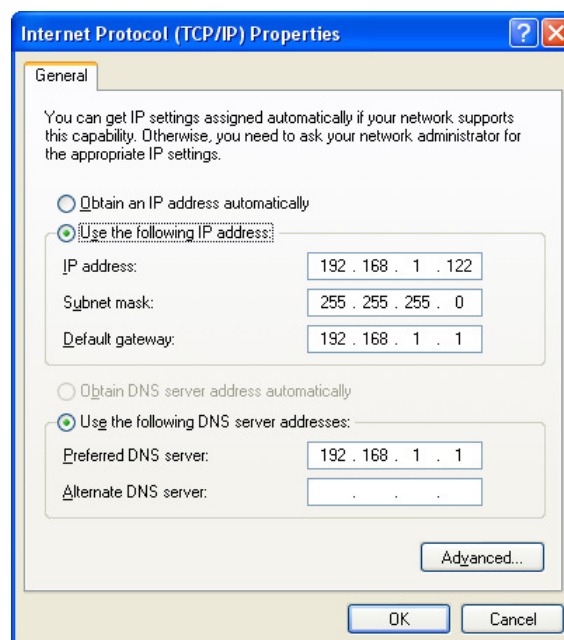 Internet Protocol (TCP/IP) Properties
General
You can get IP settings assigned automatically if your network supports
this capability. Otherwise, you need to ask your network administrator for
the appropriate IP settings.
Obtain an IP address automatically
Use the following IP address:
IP address: 192 . 168 . 1 . 122
Subnet mask: 255 . 255 . 255 . 0
Default gateway: 192 . 168 . 1 . 1
Obtain DNS server address automatically
Use the following DNS server addresses:
Preferred DNS server: 192 . 168 . 1 . 1
Alternate DNS server: . . .
Advanced...
OK Cancel